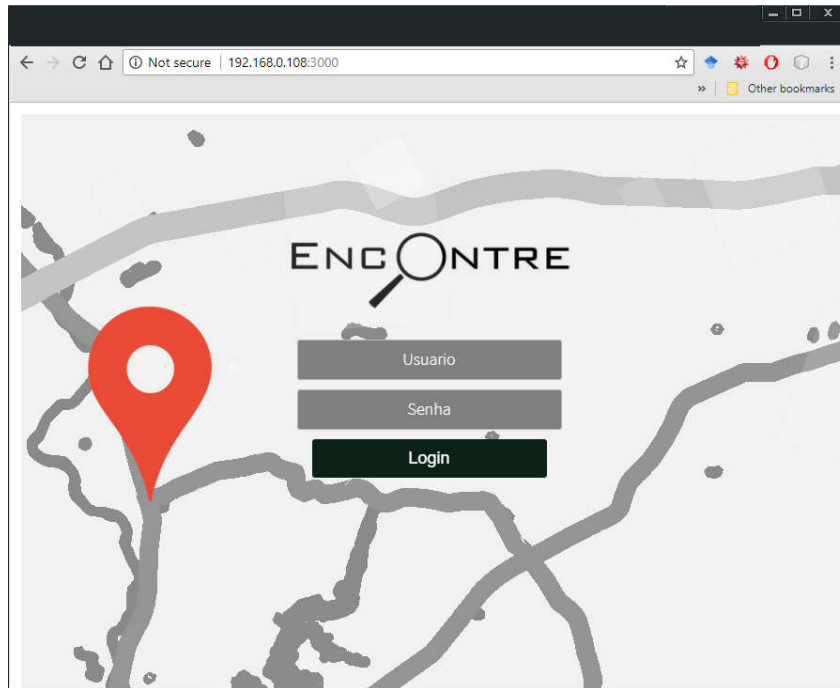 Not secure | 192.168.0.108:3000
» Other bookmarks
ENCONTRE
Usuario
Senha
Login